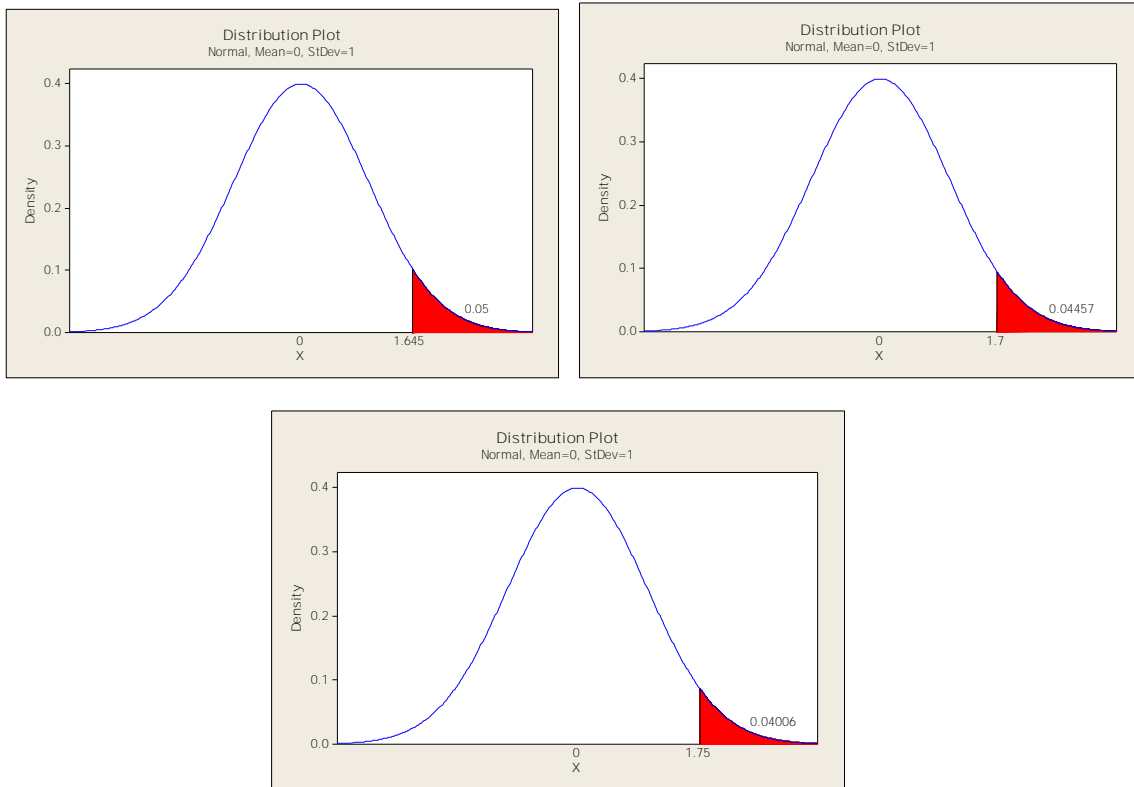 Distribution Plot
Normal, Mean=0, StDev=1
0.4
0.3
0.2
0.1
0.0
Density
0.05
0
1.645
X
Distribution Plot
Normal, Mean=0, StDev=1
0.4
0.3
0.2
0.1
0.0
Density
0.04457
0
1.7
X
Distribution Plot
Normal, Mean=0, StDev=1
0.4
0.3
0.2
0.1
0.0
Density
0.04006
0
1.75
X